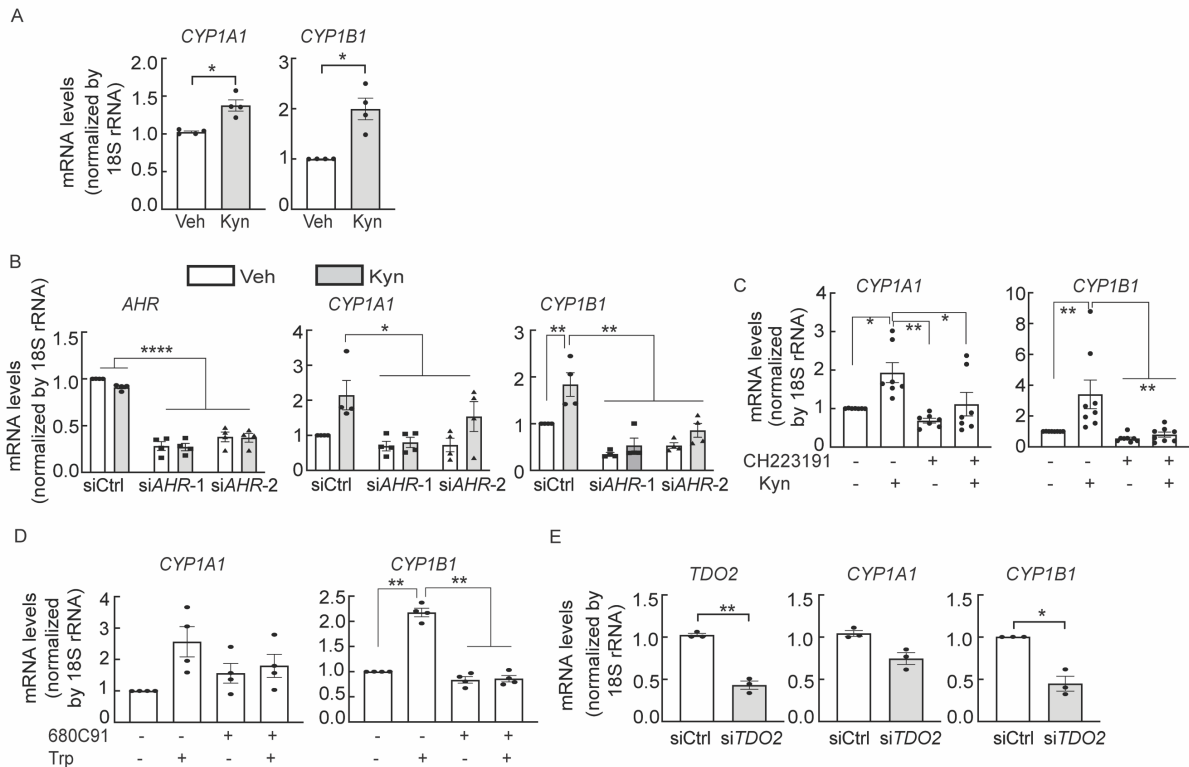 A
CYP1A1
CYP1B1
mRNA levels
(normalized by
18S rRNA)
2.0
1.5
1.0
0.5
0.0
*
Veh
Kyn
3
2
1
0
*
Veh
Kyn
B
Veh
Kyn
AHR
CYP1A1
CYP1B1
mRNA levels
(normalized by 18S rRNA)
1.5
1.0
0.5
0.0
****
siCtrl
siAHR-1
siAHR-2
4
3
2
1
0
*
siCtrl
siAHR-1
siAHR-2
3
2
1
0
**
**
siCtrl
siAHR-1
siAHR-2
C
CYP1A1
CYP1B1
mRNA levels
(normalized
by 18S rRNA)
4
3
2
1
0
*
**
*
10
8
6
4
2
0
**
**
CH223191
- - + +
- - + +
Kyn
- + - +
- + - +
D
CYP1A1
CYP1B1
mRNA levels
(normalized
by 18S rRNA)
4
3
2
1
0
2.5
2.0
1.5
1.0
0.5
0.0
**
**
680C91
- - + +
- - + +
Trp
- + - +
- + - +
E
TDO2
CYP1A1
CYP1B1
mRNA levels
(normalized by
18S rRNA)
1.5
1.0
0.5
0.0
**
siCtrl siTDO2
1.5
1.0
0.5
0.0
siCtrl siTDO2
1.5
1.0
0.5
0.0
*
siCtrl siTDO2